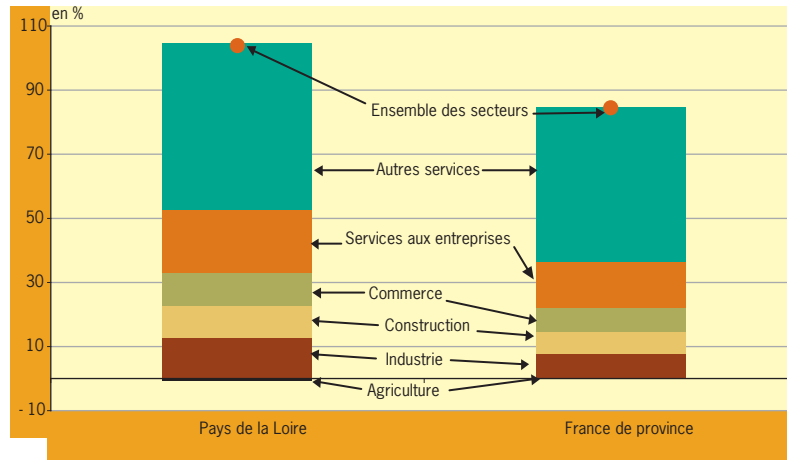 en %
110
90
Ensemble des secteurs
70
Autres services
50
Services aux entreprises
30
Commerce
Construction
10
Industrie
Agriculture
- 10
Pays de la Loire
France de province